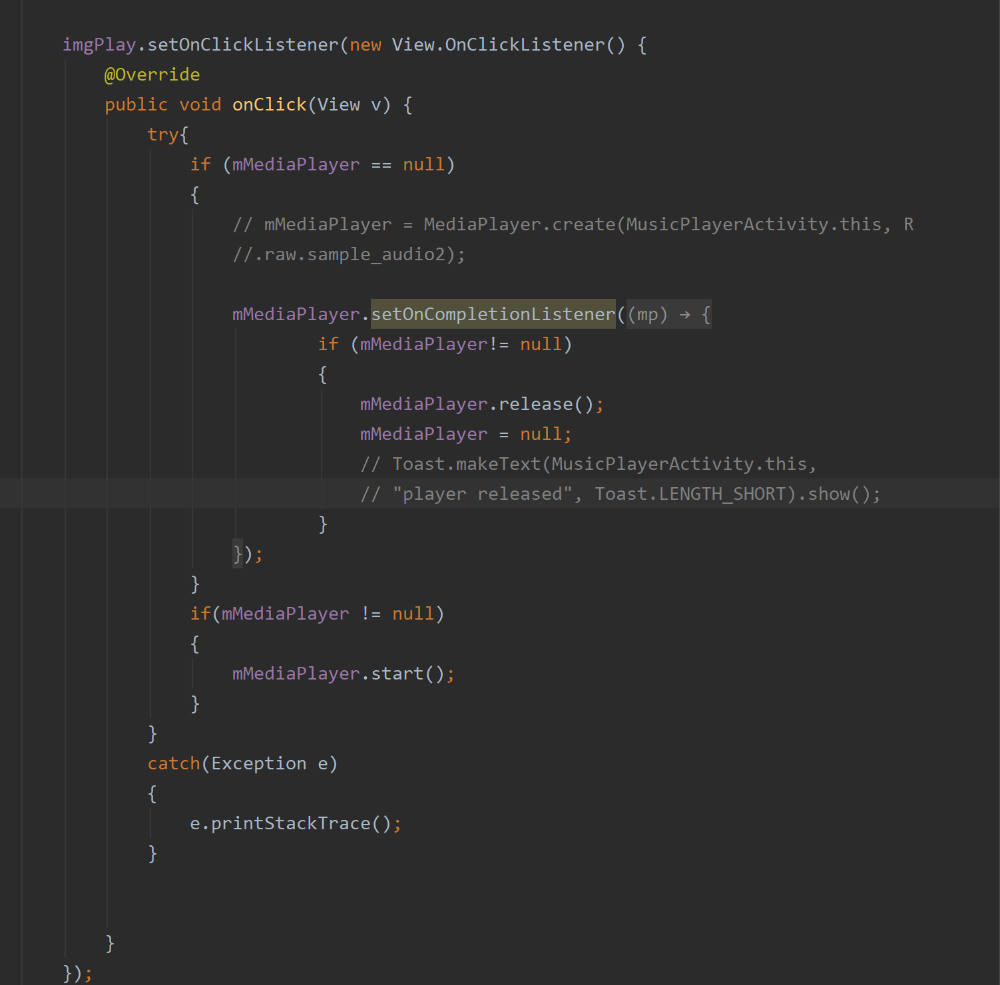 imgPlay.setOnClickListener(new View.OnClickListener() {
@Override
public void onClick(View v) {
try{
if (mMediaPlayer == null)
{
// mMediaPlayer = MediaPlayer.create(MusicPlayerActivity.this, R
//.raw.sample_audio2);
mMediaPlayer.setOnCompletionListener((mp) → {
if (mMediaPlayer!= null)
{
mMediaPlayer.release();
mMediaPlayer = null;
// Toast.makeText(MusicPlayerActivity.this,
// "player released", Toast.LENGTH_SHORT).show();
}
});
}
if(mMediaPlayer != null)
{
mMediaPlayer.start();
}
}
catch(Exception e)
{
e.printStackTrace();
}
}
});